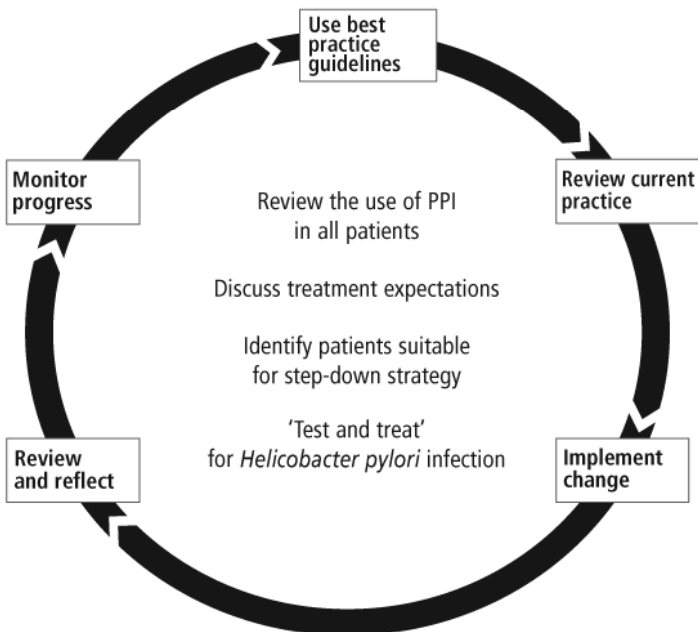 Use best
practice
guidelines
Monitor
progress
Review current
practice
Review the use of PPI
in all patients
Discuss treatment expectations
Identify patients suitable
for step-down strategy
‘Test and treat’
for Helicobacter pylori infection
Review
and reflect
Implement
change